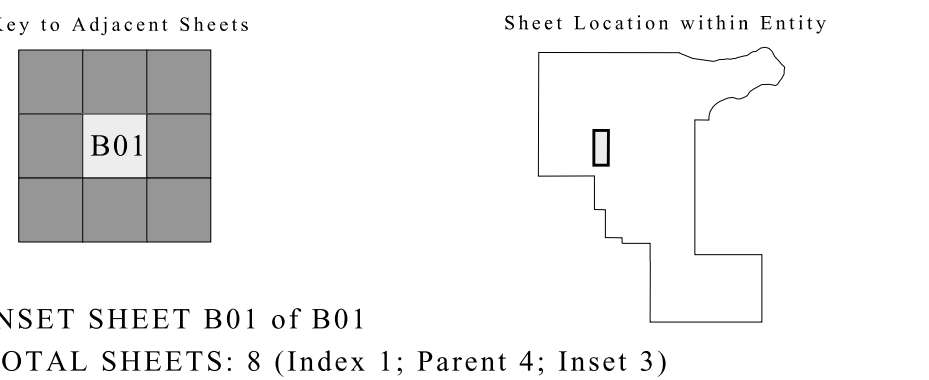 Key to Adjacent Sheets
Sheet Location within Entity
B01
INSET SHEET B01 of B01
TOTAL SHEETS: 8 (Index 1; Parent 4; Inset 3)